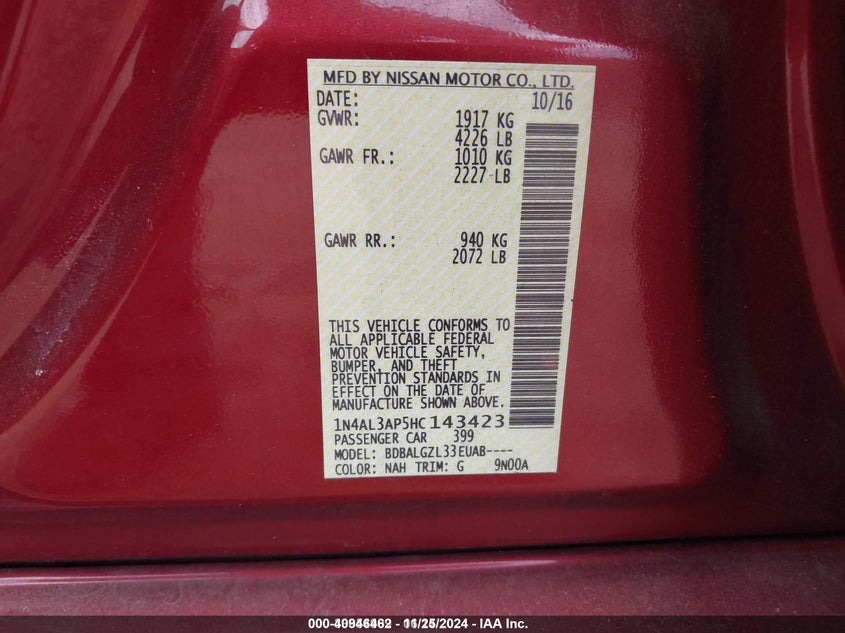 MFD BY NISSAN MOTOR CO., LTD.
DATE: 10/16
GVWR: 1917 KG
4226 LB
GAWR FR.: 1010 KG
2227 LB
GAWR RR.: 940 KG
2072 LB
THIS VEHICLE CONFORMS TO
ALL APPLICABLE FEDERAL
MOTOR VEHICLE SAFETY,
BUMPER, AND THEFT
PREVENTION STANDARDS IN
EFFECT ON THE DATE OF
MANUFACTURE SHOWN ABOVE.
1N4AL3AP5HC143423
PASSENGER CAR 399
MODEL: BDBALGZL33EUAB----
COLOR: NAH TRIM: G 9N00A
11/25/2024 - IAA Inc.